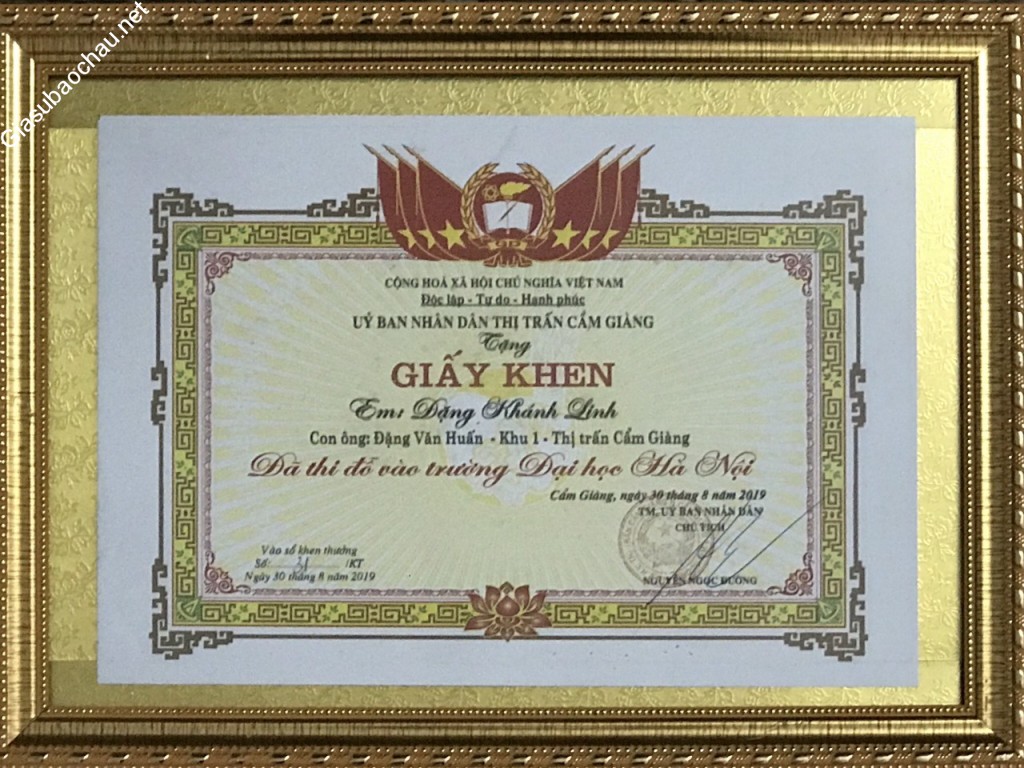 Giasubaochau.net
CỘNG HOÁ XÃ HỘI CHỦ NGHĨA VIỆT NAM
Độc lập - Tự do - Hạnh phúc
UỶ BAN NHÂN DÂN THỊ TRẤN CẨM GIÀNG
Tặng
GIẤY KHEN
Em: Đặng Khánh Linh
Con ông: Đặng Văn Huấn - Khu 1 - Thị trấn Cẩm Giàng
Đã thi đỗ vào trường Đại học Hà Nội
Cẩm Giàng, ngày 30 tháng 8 năm 2019
TM. UỶ BAN NHÂN DÂN
CHỦ TỊCH
Vào sổ khen thưởng
Số: /KT
Ngày 30 tháng 8 năm 2019
NGUYỄN NGỌC ĐƯỜNG